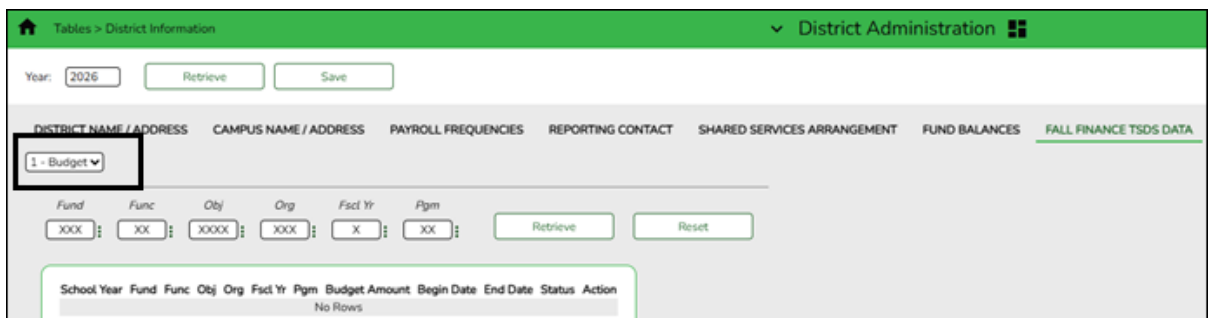 Tables > District Information District Administration
Year: 2026 Retrieve Save
DISTRICT NAME / ADDRESS CAMPUS NAME / ADDRESS PAYROLL FREQUENCIES REPORTING CONTACT SHARED SERVICES ARRANGEMENT FUND BALANCES FALL FINANCE TSDS DATA
1 - Budget
Fund Func Obj Org Fscl Yr Pgm
XXX XX XXXX XXX X XX Retrieve Reset
School Year Fund Func Obj Org Fscl Yr Pgm Budget Amount Begin Date End Date Status Action
No Rows